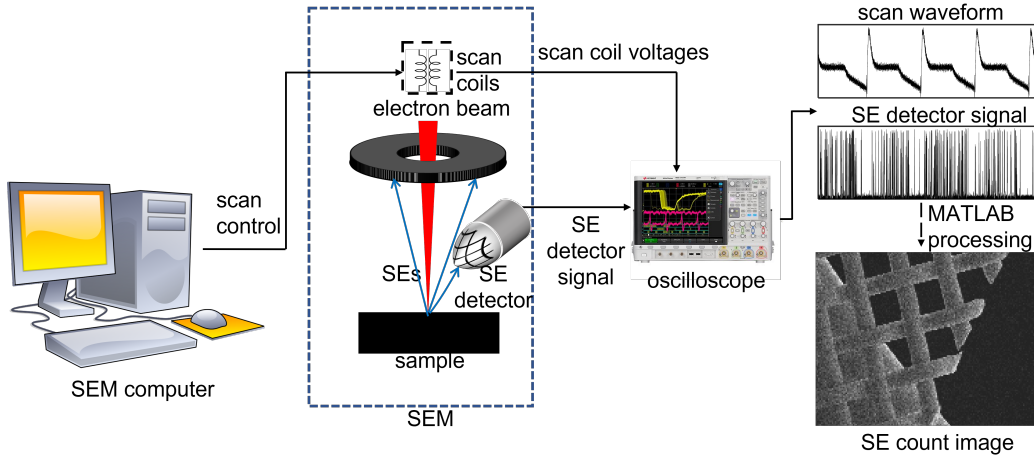 scan waveform
scan coil voltages
scan
coils
electron beam
SE detector signal
scan
control
SEs
SE
detector
SE
detector
signal
oscilloscope
MATLAB
processing
sample
SEM computer
SEM
SE count image